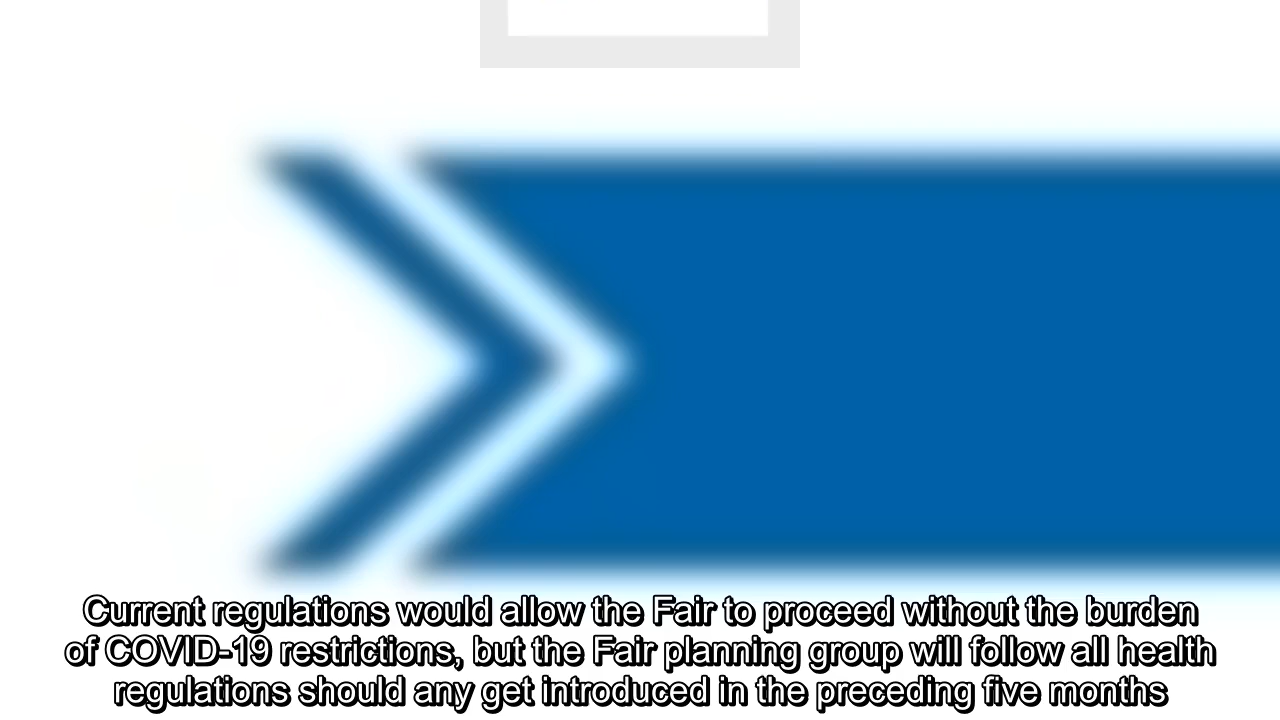 Current regulations would allow the Fair to proceed without the burden
of COVID-19 restrictions, but the Fair planning group will follow all health
regulations should any get introduced in the preceding five months